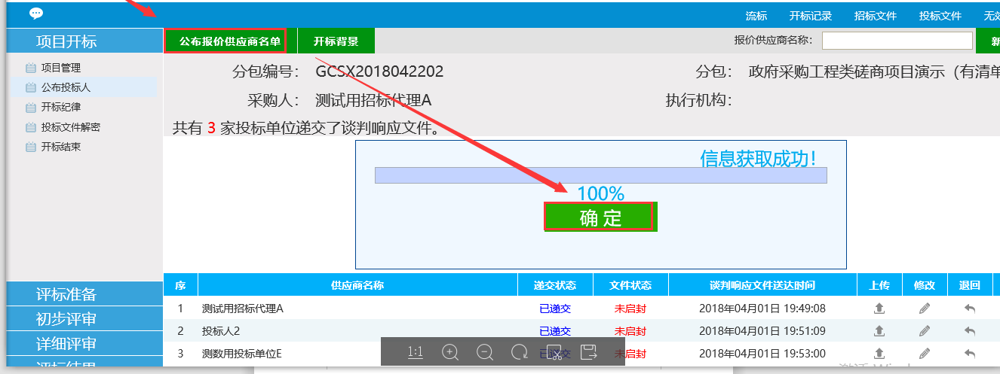 流标 开标记录 招标文件 投标文件 无效
项目开标
公布报价供应商名单 开标背景 报价供应商名称：
项目管理
公布投标人
开标纪律
投标文件解密
开标结束
分包编号： GCSX2018042202 分包： 政府采购工程类磋商项目演示（有清单
采购人： 测试用招标代理A 执行机构：
共有 3 家投标单位递交了谈判响应文件。
信息获取成功！
100%
确 定
序 供应商名称 递交状态 文件状态 谈判响应文件送达时间 上传 修改 退回
1 测试用招标代理A 已递交 未启封 2018年04月01日 19:49:08
2 投标人2 已递交 未启封 2018年04月01日 19:51:09
3 测数用投标单位E 已递交 未启封 2018年04月01日 19:53:00
评标准备
初步评审
详细评审
评标结果
1:1